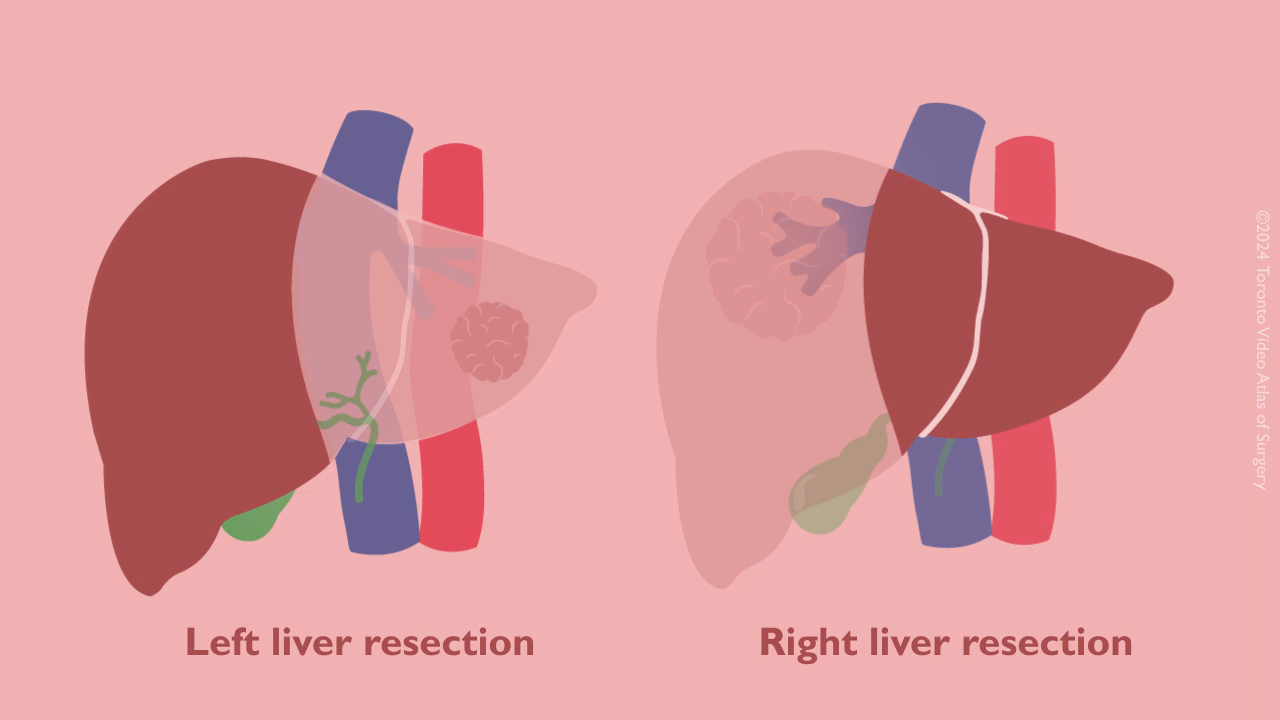 Left liver resection
Right liver resection
©2024 Toronto Video Atlas of Surgery